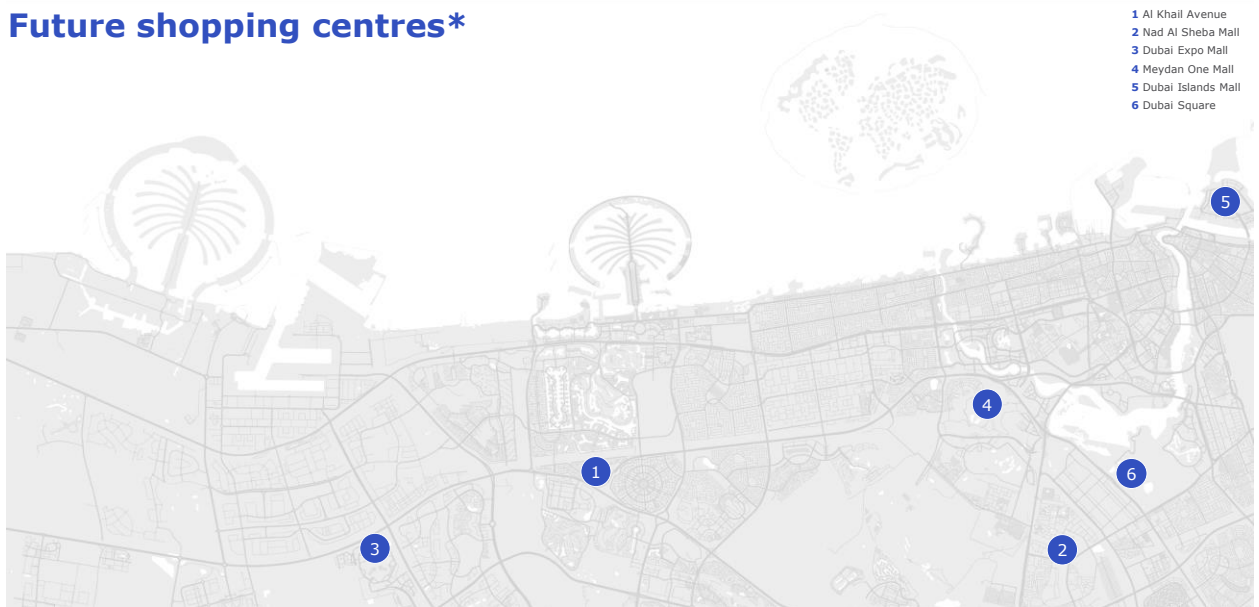 Future shopping centres*
1 Al Khail Avenue
2 Nad Al Sheba Mall
3 Dubai Expo Mall
4 Meydan One Mall
5 Dubai Islands Mall
6 Dubai Square
5
4
1
6
3
2